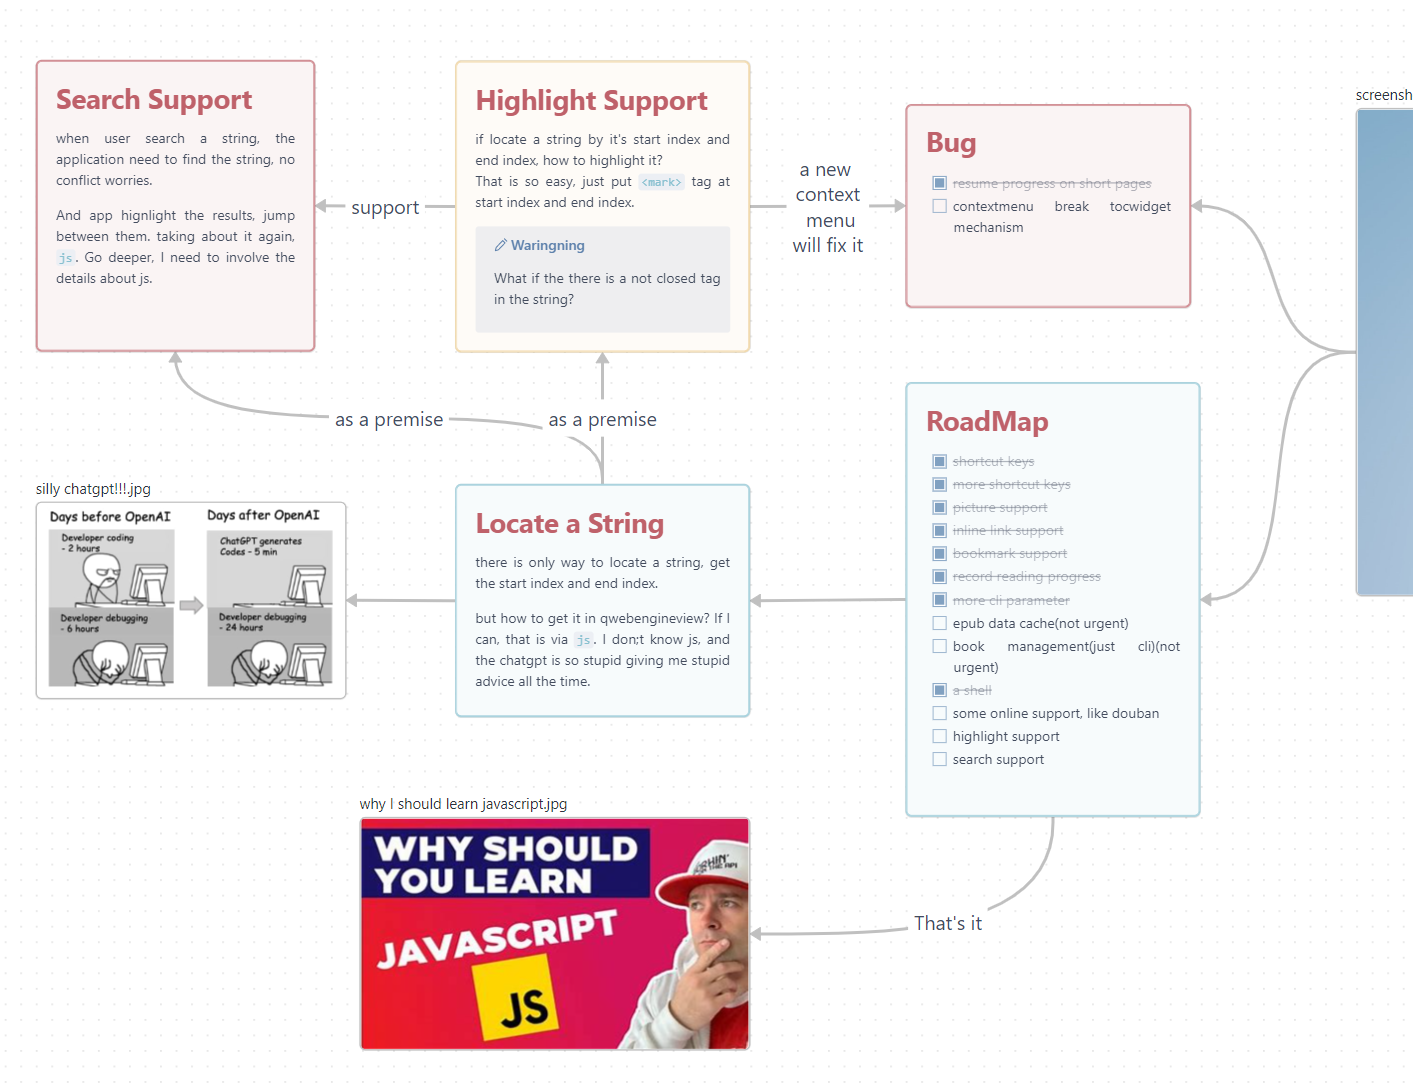 screensh
Search Support
when user search a string, the
application need to find the string, no
conflict worries.
And app hignlight the results, jump
between them. taking about it again,
js. Go deeper, I need to involve the
details about js.
support
Highlight Support
if locate a string by it's start index and
end index, how to highlight it?
That is so easy, just put <mark> tag at
start index and end index.
Waringning
What if the there is a not closed tag
in the string?
a new
context
menu
will fix it
Bug
resume progress on short pages
contextmenu break tocwidget
mechanism
as a premise
as a premise
RoadMap
shortcut keys
more shortcut keys
picture support
inline link support
bookmark support
record reading progress
more cli parameter
epub data cache(not urgent)
book management(just cli)(not
urgent)
a shell
some online support, like douban
highlight support
search support
silly chatgpt!!!.jpg
Days before OpenAI
Days after OpenAI
Developer coding
- 2 hours
ChatGPT generates
Codes - 5 min
Developer debugging
- 6 hours
Developer debugging
- 24 hours
Locate a String
there is only way to locate a string, get
the start index and end index.
but how to get it in qwebengineview? If I
can, that is via js. I don;t know js, and
the chatgpt is so stupid giving me stupid
advice all the time.
why I should learn javascript.jpg
WHY SHOULD
YOU LEARN
JAVASCRIPT
JS
That's it